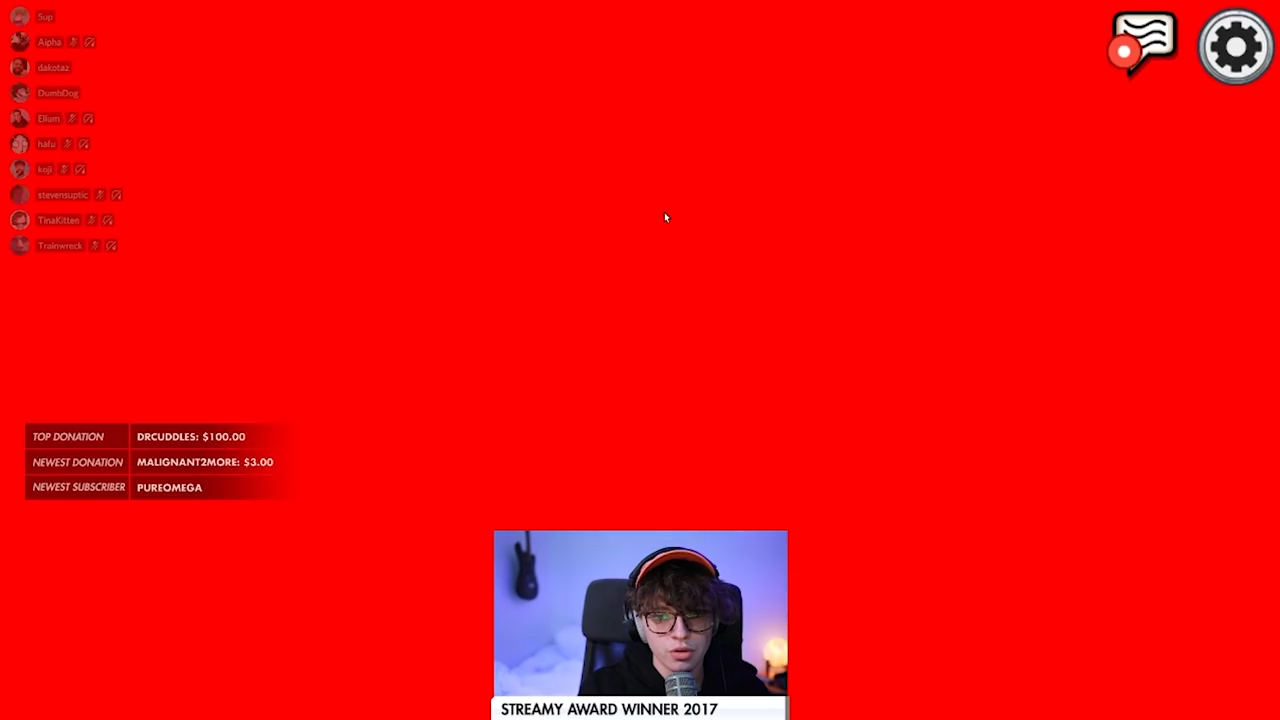 5up
Alpha
dakotaz
DumbDog
Ellum
hafu
koji
stevensuptic
TinaKitten
Trainwreck
TOP DONATION DRCUDDLES: $100.00
NEWEST DONATION MALIGNANT2MORE: $3.00
NEWEST SUBSCRIBER PUREOMEGA
STREAMY AWARD WINNER 2017